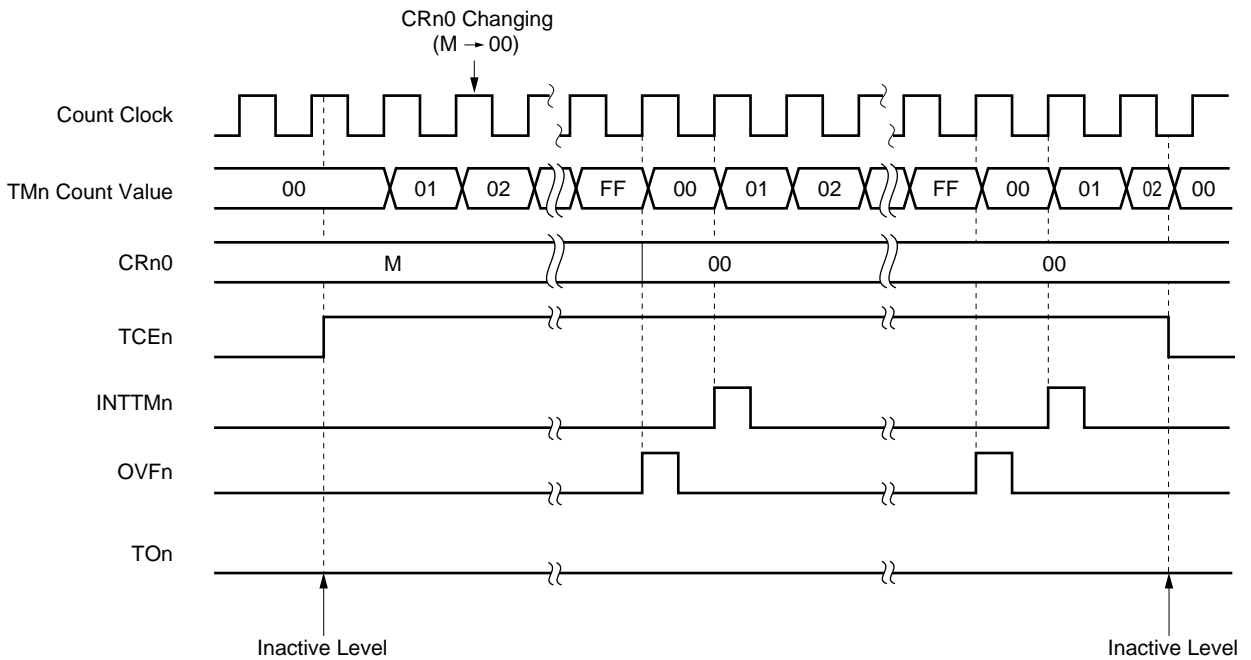 CRn0 Changing
(M → 00)
Count Clock
TMn Count Value 00 01 02 FF 00 01 02 FF 00 01 02 00
CRn0 M 00 00
TCEn
INTTMn
OVFn
TOn
Inactive Level Inactive Level